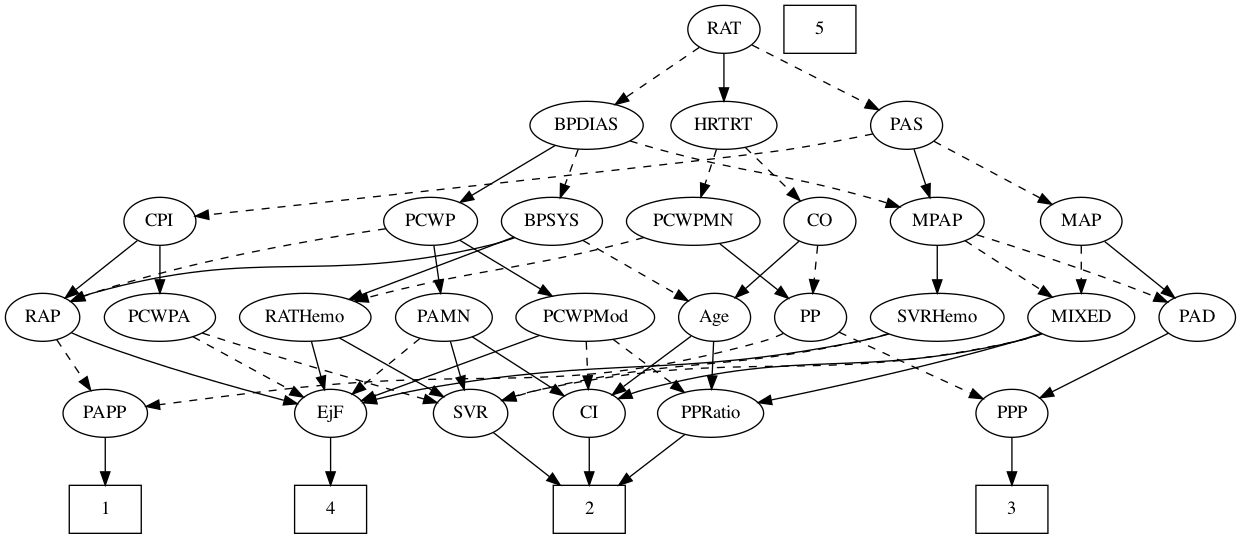 RAT
5
BPDIAS
HRTRT
PAS
CPI
PCWP
BPSYS
PCWPMN
CO
MPAP
MAP
RAP
PCWPA
RATHemo
PAMN
PCWPMod
Age
PP
SVRHemo
MIXED
PAD
PAPP
EjF
SVR
CI
PPRatio
PPP
1
4
2
3